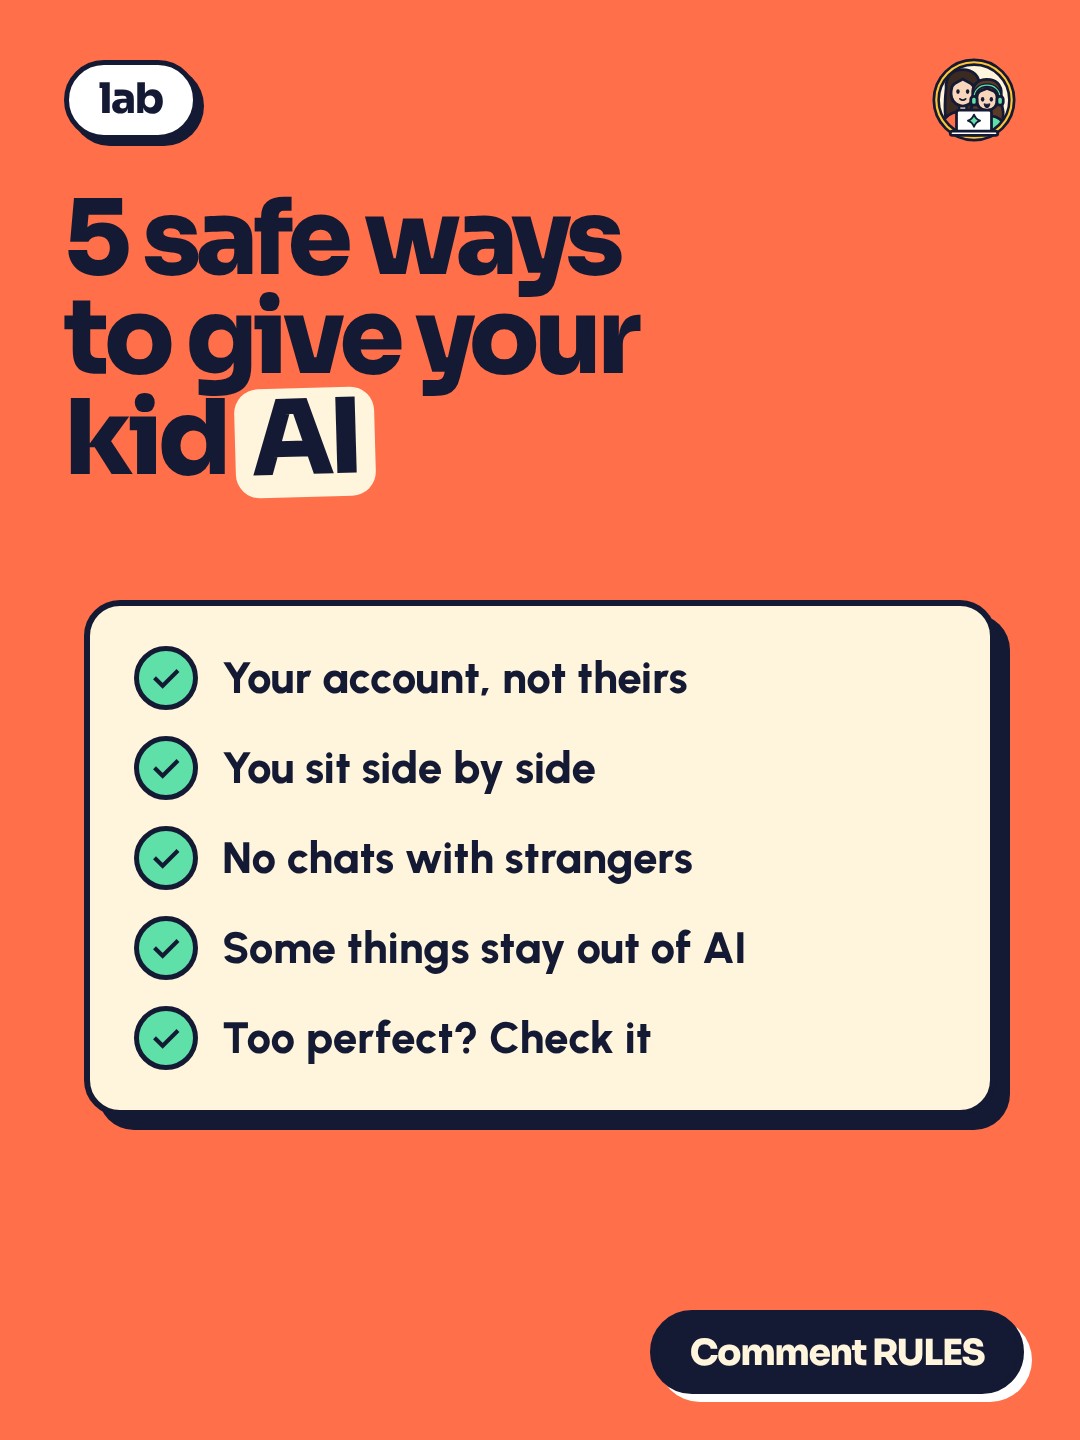 lab
5 safe ways
to give your
kid AI
Your account, not theirs
You sit side by side
No chats with strangers
Some things stay out of AI
Too perfect? Check it
Comment RULES